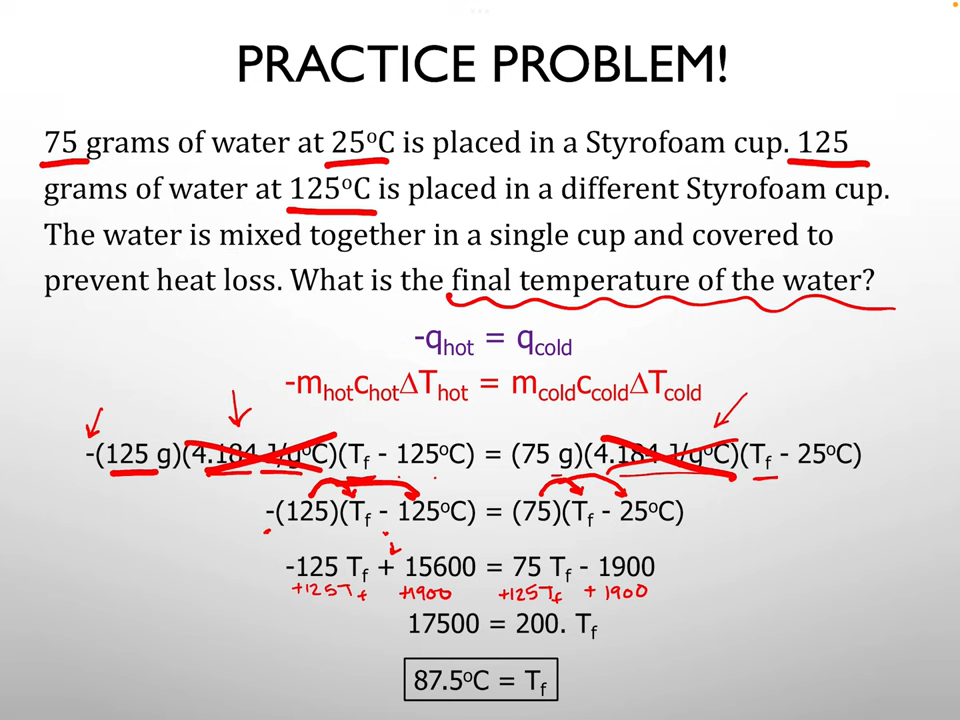 PRACTICE PROBLEM!
75 grams of water at 25°C is placed in a Styrofoam cup. 125
grams of water at 125°C is placed in a different Styrofoam cup.
The water is mixed together in a single cup and covered to
prevent heat loss. What is the final temperature of the water?
-qhot = qcold
-mhotchotΔThot = mcoldccoldΔTcold
-(125 g)(4.184 J/g°C)(Tf - 125°C) = (75 g)(4.184 J/g°C)(Tf - 25°C)
-(125)(Tf - 125°C) = (75)(Tf - 25°C)
-125 Tf + 15600 = 75 Tf - 1900
+125Tf +1900 +125Tf + 1900
17500 = 200. Tf
87.5°C = Tf